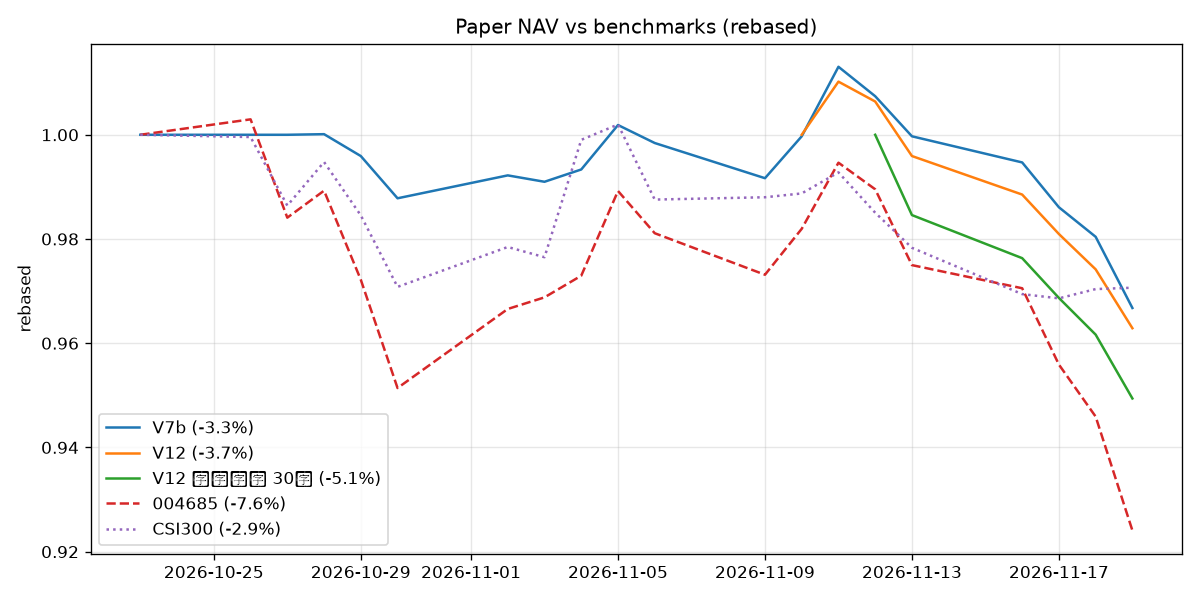 Paper NAV vs benchmarks (rebased)
rebased
1.00
0.98
0.96
0.94
0.92
V7b (-3.3%)
V12 (-3.7%)
V12 30 (-5.1%)
004685 (-7.6%)
CSI300 (-2.9%)
2026-10-25 2026-10-29 2026-11-01 2026-11-05 2026-11-09 2026-11-13 2026-11-17